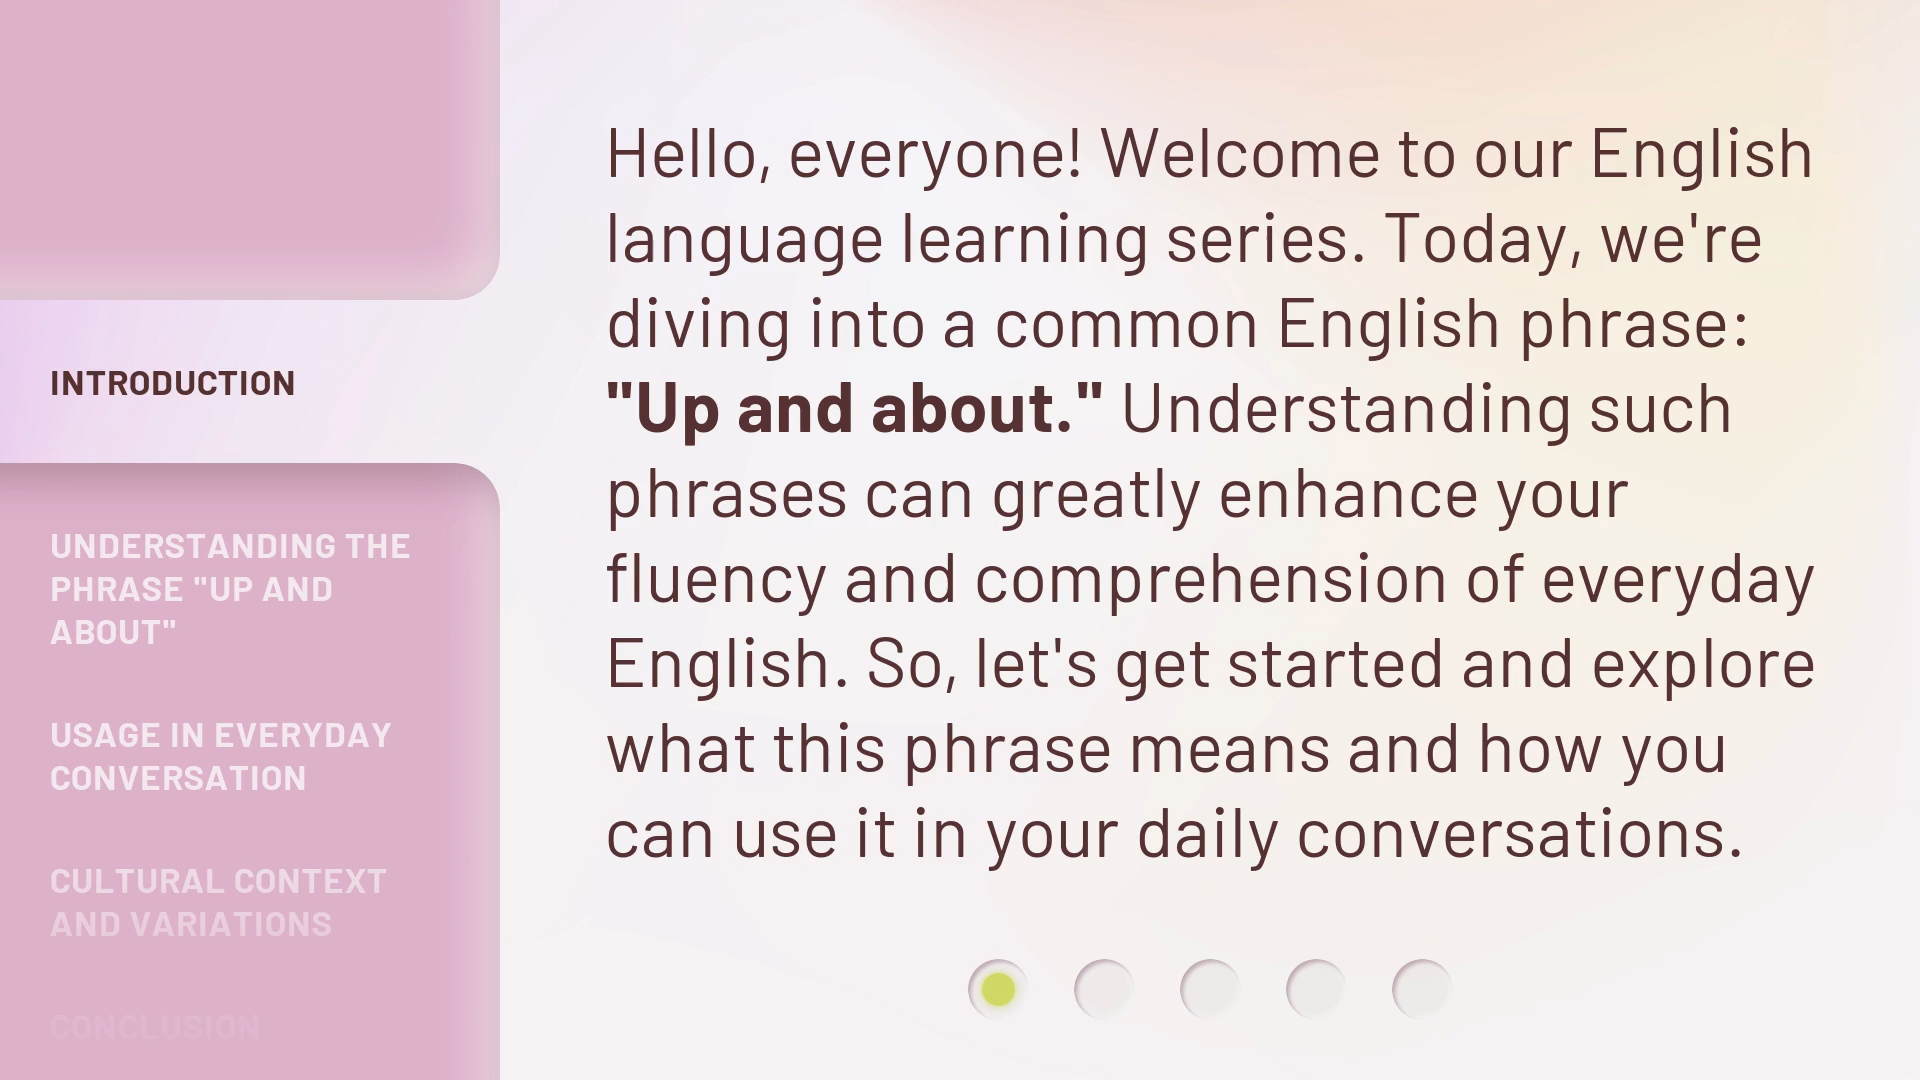 INTRODUCTION
UNDERSTANDING THE
PHRASE "UP AND
ABOUT"
USAGE IN EVERYDAY
CONVERSATION
CULTURAL CONTEXT
AND VARIATIONS
CONCLUSION
Hello, everyone! Welcome to our English
language learning series. Today, we're
diving into a common English phrase:
"Up and about." Understanding such
phrases can greatly enhance your
fluency and comprehension of everyday
English. So, let's get started and explore
what this phrase means and how you
can use it in your daily conversations.